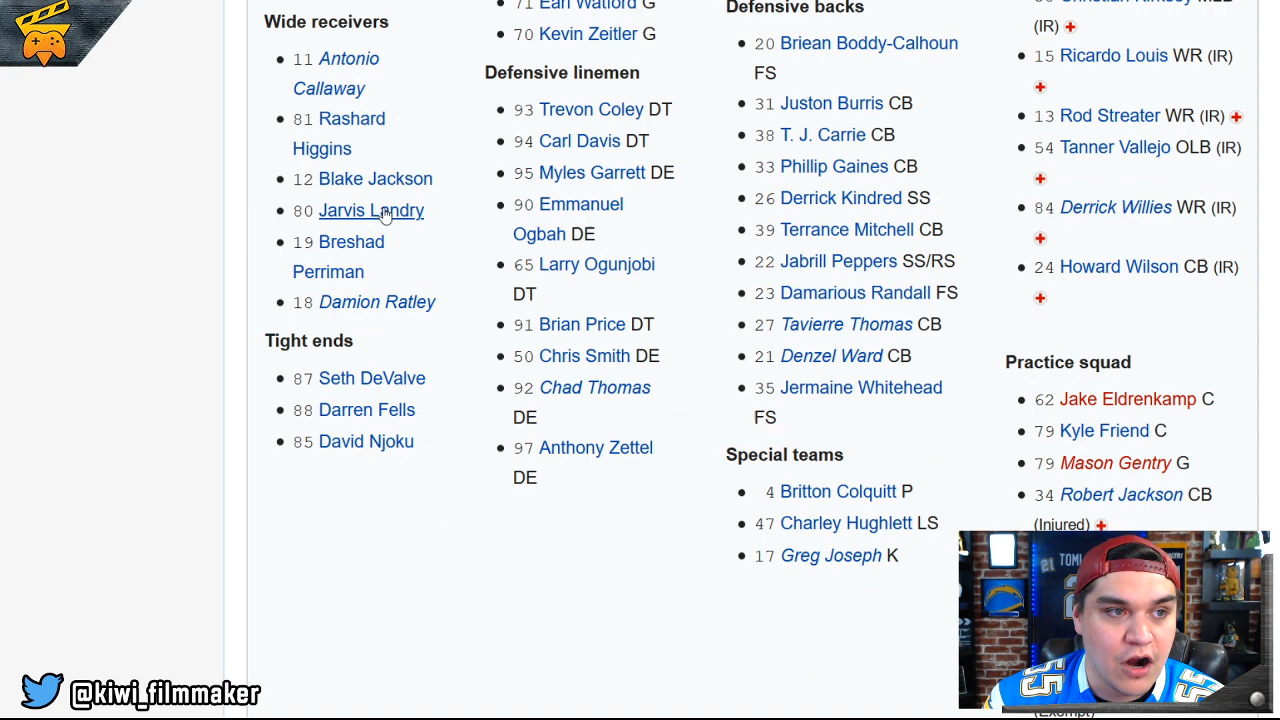 Wide receivers
11 Antonio
Callaway
81 Rashard
Higgins
12 Blake Jackson
80 Jarvis Landry
19 Breshad
Perriman
18 Damion Ratley
Tight ends
87 Seth DeValve
88 Darren Fells
85 David Njoku
71 Earl Watford G
70 Kevin Zeitler G
Defensive linemen
93 Trevon Coley DT
94 Carl Davis DT
95 Myles Garrett DE
90 Emmanuel
Ogbah DE
65 Larry Ogunjobi
DT
91 Brian Price DT
50 Chris Smith DE
92 Chad Thomas
DE
97 Anthony Zettel
DE
Defensive backs
20 Briean Boddy-Calhoun
FS
31 Juston Burris CB
38 T. J. Carrie CB
33 Phillip Gaines CB
26 Derrick Kindred SS
39 Terrance Mitchell CB
22 Jabrill Peppers SS/RS
23 Damarious Randall FS
27 Tavierre Thomas CB
21 Denzel Ward CB
35 Jermaine Whitehead
FS
Special teams
4 Britton Colquitt P
47 Charley Hughlett LS
17 Greg Joseph K
(IR)
15 Ricardo Louis WR (IR)
13 Rod Streater WR (IR)
54 Tanner Vallejo OLB (IR)
84 Derrick Willies WR (IR)
24 Howard Wilson CB (IR)
Practice squad
62 Jake Eldrenkamp C
79 Kyle Friend C
79 Mason Gentry G
34 Robert Jackson CB
(Injured)
21 TOML
55 55
@kiwi_filmmaker